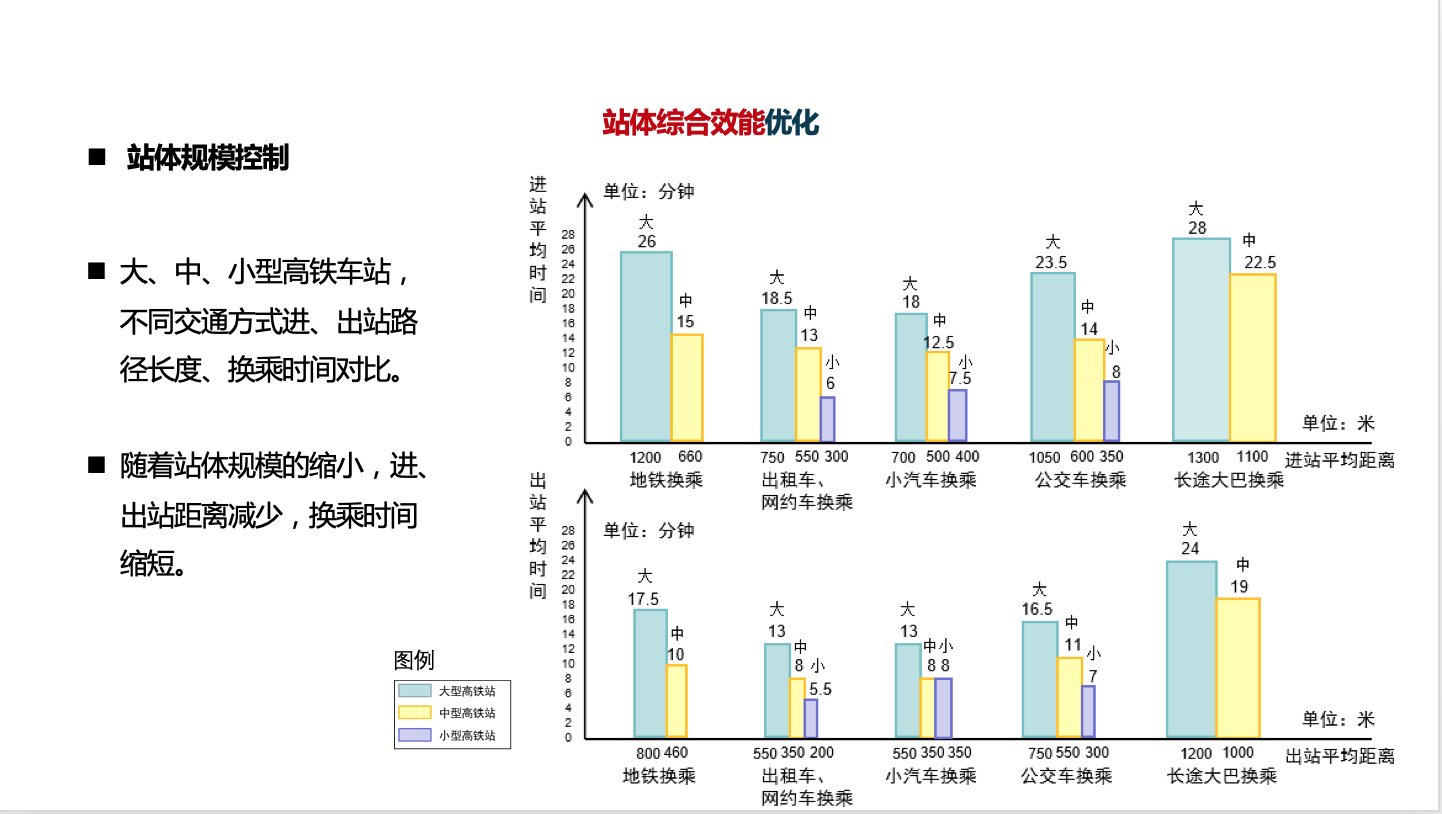 站体综合效能优化
■ 站体规模控制
■ 大、中、小型高铁车站，
不同交通方式进、出站路
径长度、换乘时间对比。
■ 随着站体规模的缩小，进、
出站距离减少，换乘时间
缩短。
图例
大型高铁站
中型高铁站
小型高铁站
进站平均时间
单位：分钟
28
26
24
22
20
18
16
14
12
10
8
6
4
2
0
大
26
中
15
大
18.5
中
13
小
6
大
18
中
12.5
小
7.5
大
23.5
中
14
小
8
大
28
中
22.5
单位：米
1200 660 750 550 300 700 500 400 1050 600 350 1300 1100 进站平均距离
地铁换乘 出租车、 小汽车换乘 公交车换乘 长途大巴换乘
网约车换乘
出站平均时间
单位：分钟
28
26
24
22
20
18
16
14
12
10
8
6
4
2
0
大
17.5
中
10
大
13
中
8
小
5.5
大
13
中 小
8 8
大
16.5
中
11
小
7
大
24
中
19
单位：米
800 460 550 350 200 550 350 350 750 550 300 1200 1000 出站平均距离
地铁换乘 出租车、 小汽车换乘 公交车换乘 长途大巴换乘
网约车换乘